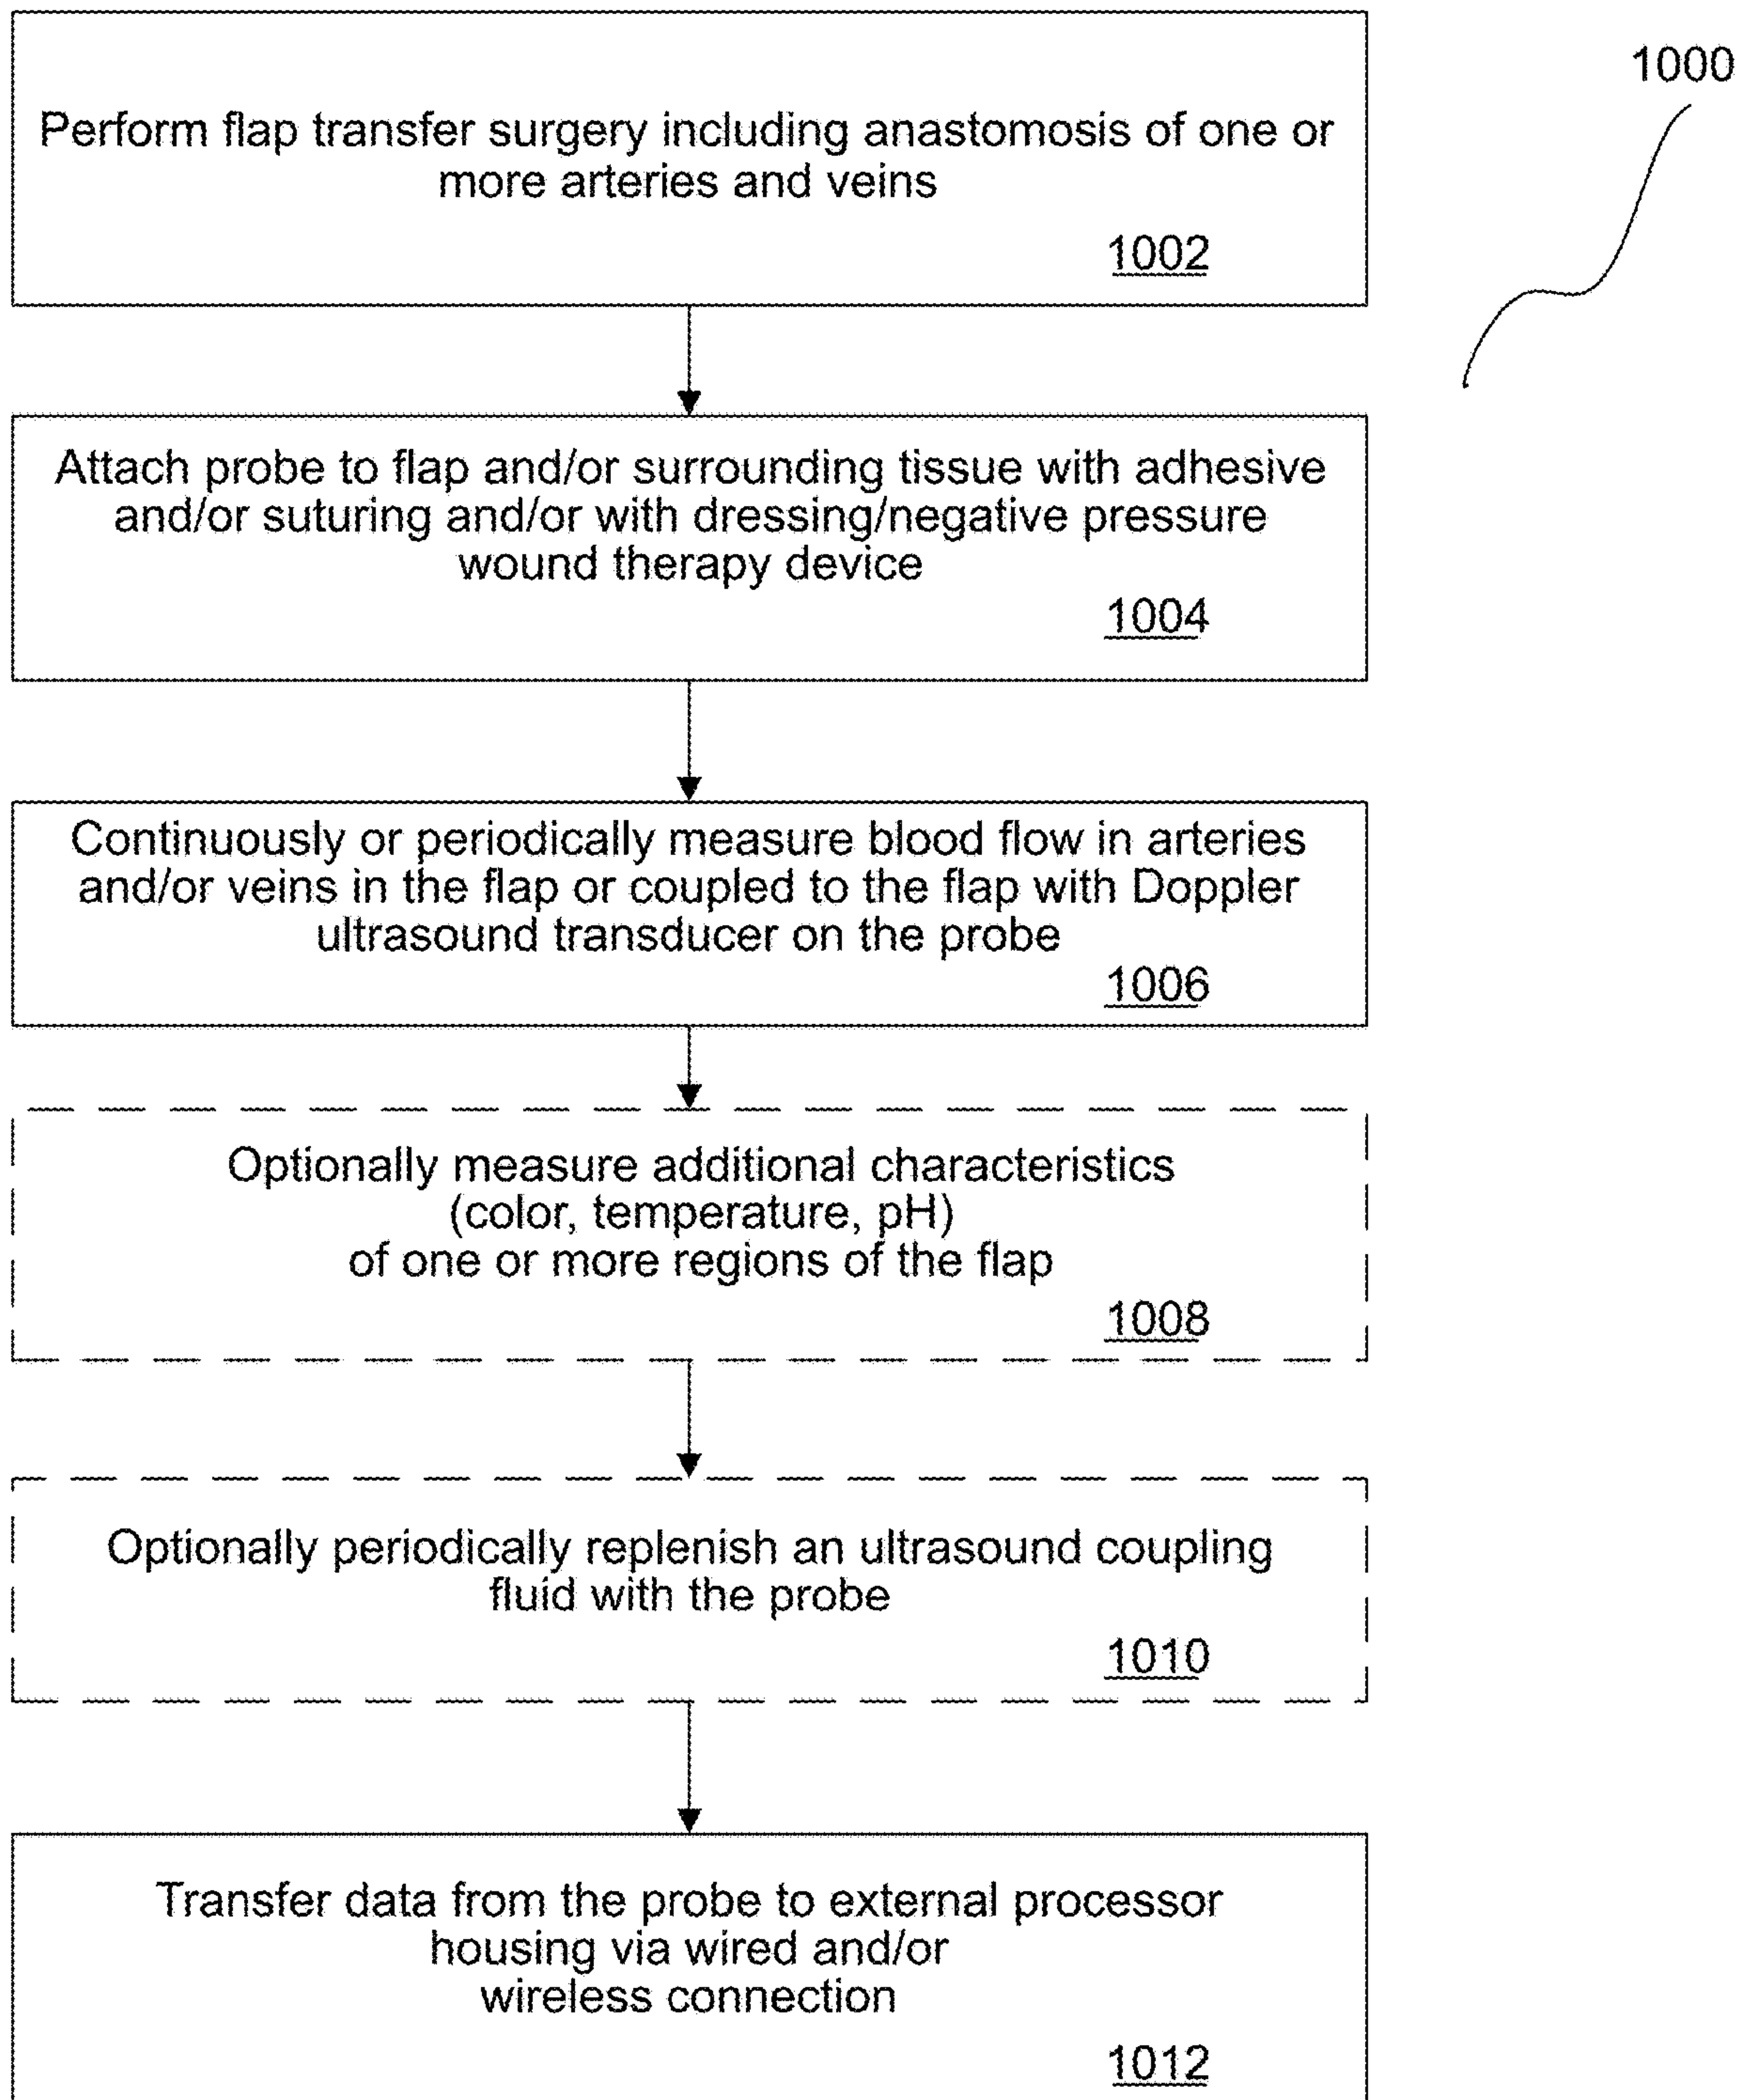 1000
Perform flap transfer surgery including anastomosis of one or
more arteries and veins
1002
Attach probe to flap and/or surrounding tissue with adhesive
and/or suturing and/or with dressing/negative pressure
wound therapy device
1004
Continuously or periodically measure blood flow in arteries
and/or veins in the flap or coupled to the flap with Doppler
ultrasound transducer on the probe
1006
Optionally measure additional characteristics
(color, temperature, pH)
of one or more regions of the flap
1008
Optionally periodically replenish an ultrasound coupling
fluid with the probe
1010
Transfer data from the probe to external processor
housing via wired and/or
wireless connection
1012